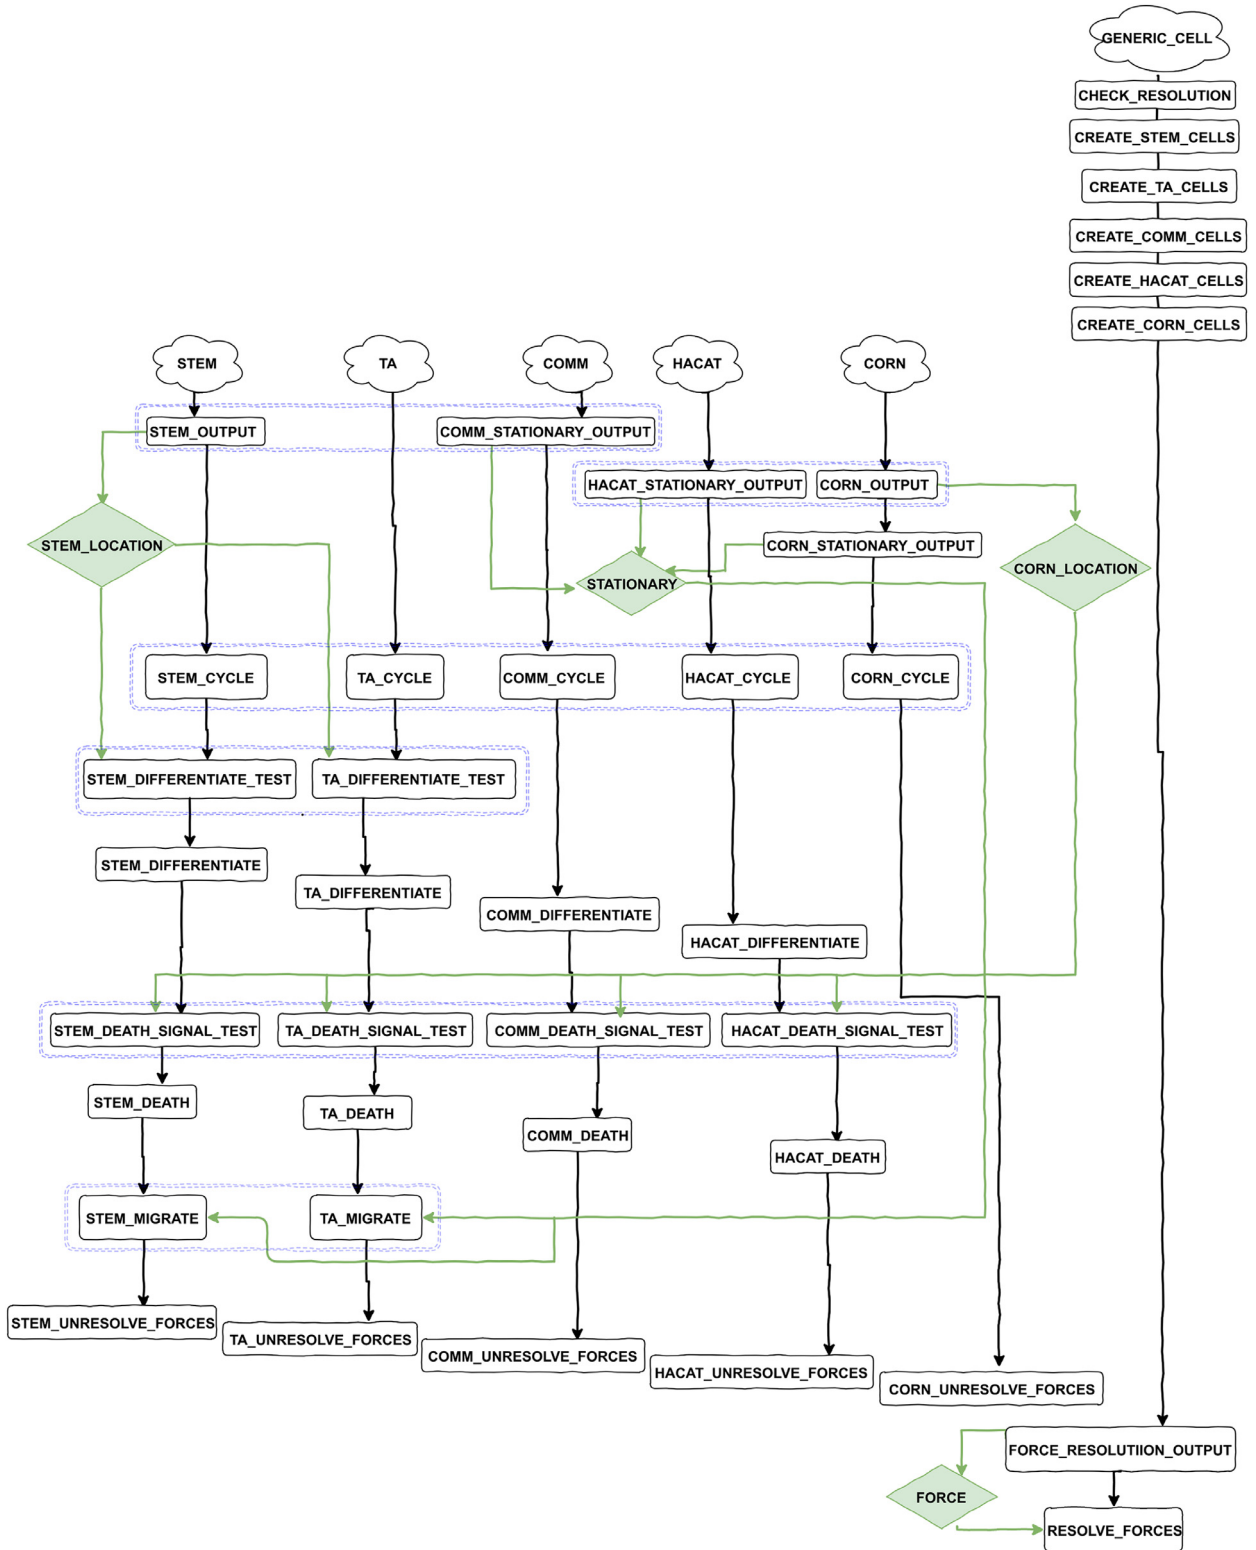 GENERIC_CELL
CHECK_RESOLUTION
CREATE_STEM_CELLS
CREATE_TA_CELLS
CREATE_COMM_CELLS
CREATE_HACAT_CELLS
CREATE_CORN_CELLS
STEM
TA
COMM
HACAT
CORN
STEM_OUTPUT
COMM_STATIONARY_OUTPUT
HACAT_STATIONARY_OUTPUT
CORN_OUTPUT
STEM_LOCATION
CORN_STATIONARY_OUTPUT
CORN_LOCATION
STATIONARY
STEM_CYCLE
TA_CYCLE
COMM_CYCLE
HACAT_CYCLE
CORN_CYCLE
STEM_DIFFERENTIATE_TEST
TA_DIFFERENTIATE_TEST
STEM_DIFFERENTIATE
TA_DIFFERENTIATE
COMM_DIFFERENTIATE
HACAT_DIFFERENTIATE
STEM_DEATH_SIGNAL_TEST
TA_DEATH_SIGNAL_TEST
COMM_DEATH_SIGNAL_TEST
HACAT_DEATH_SIGNAL_TEST
STEM_DEATH
TA_DEATH
COMM_DEATH
HACAT_DEATH
STEM_MIGRATE
TA_MIGRATE
STEM_UNRESOLVE_FORCES
TA_UNRESOLVE_FORCES
COMM_UNRESOLVE_FORCES
HACAT_UNRESOLVE_FORCES
CORN_UNRESOLVE_FORCES
FORCE_RESOLUTIION_OUTPUT
FORCE
RESOLVE_FORCES